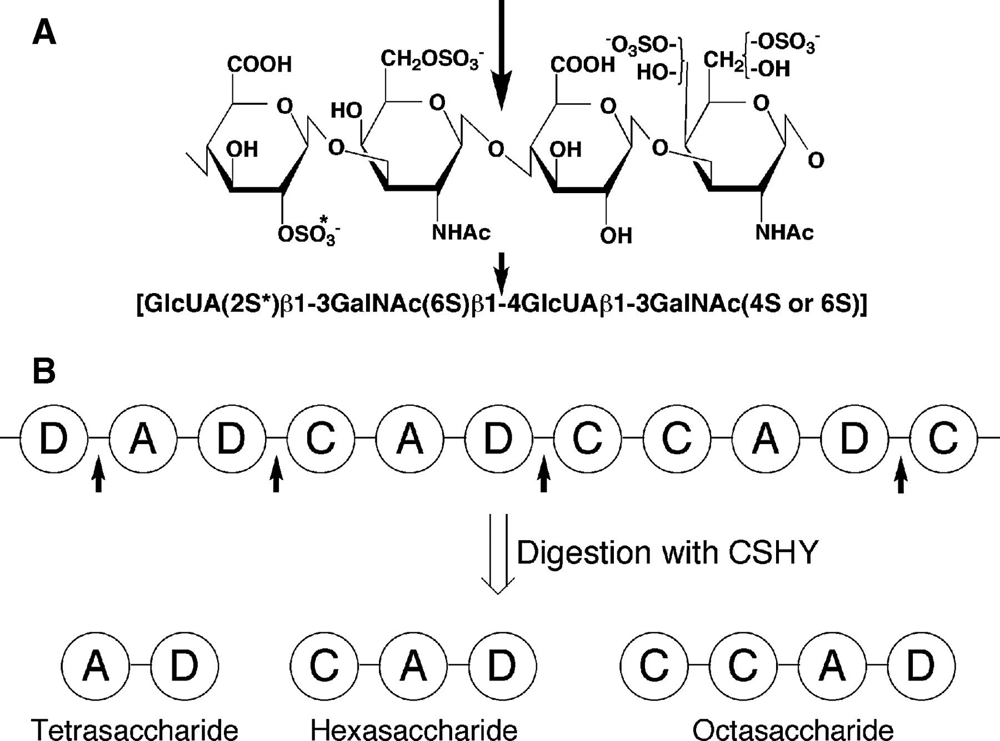 A
COOH
CH₂OSO₃⁻
COOH
⁻O₃SO-
HO-
CH₂
-OSO₃⁻
-OH
O
HO
O
O
O
OH
O
O
OH
O
O
OSO₃*⁻
NHAc
OH
NHAc
[GlcUA(2S*)β1-3GalNAc(6S)β1-4GlcUAβ1-3GalNAc(4S or 6S)]
B
D A D C A D C C A D C
Digestion with CSHY
A D C A D C C A D
Tetrasaccharide Hexasaccharide Octasaccharide